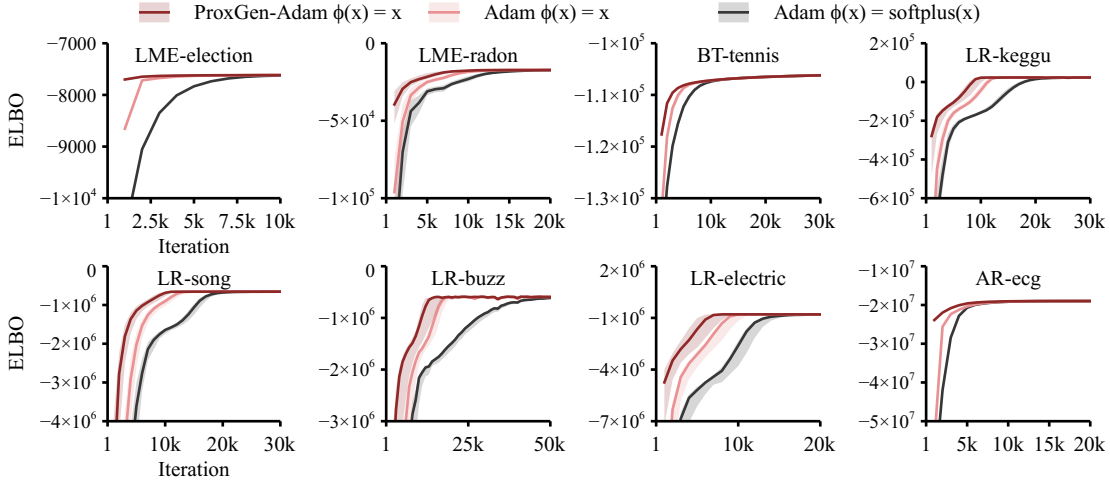 ProxGen-Adam ϕ(x) = x Adam ϕ(x) = x Adam ϕ(x) = softplus(x)
LME-election LME-radon BT-tennis LR-keggu
ELBO
−7000 −8000 −9000 −1×10⁴
1 2.5k 5k 7.5k 10k
Iteration
0 −5×10⁴ −1×10⁵
1 5k 10k 15k 20k
−1×10⁵ −1.1×10⁵ −1.2×10⁵ −1.3×10⁵
1 10k 20k 30k
2×10⁵ 0 −2×10⁵ −4×10⁵ −6×10⁵
1 10k 20k 30k
LR-song LR-buzz LR-electric AR-ecg
ELBO
0 −1×10⁶ −2×10⁶ −3×10⁶ −4×10⁶
1 10k 20k 30k
Iteration
0 −1×10⁶ −2×10⁶ −3×10⁶
1 25k 50k
2×10⁶ −1×10⁶ −4×10⁶ −7×10⁶
1 10k 20k
−1×10⁷ −2×10⁷ −3×10⁷ −4×10⁷ −5×10⁷
1 5k 1k 15k 20k